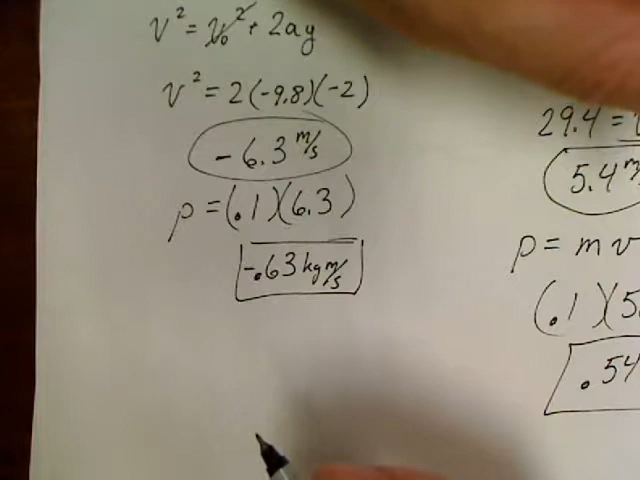 v² = v₀² + 2ay
v² = 2(-9.8)(-2)
-6.3 m/s
p = (.1)(6.3)
-.63 kg m/s
29.4 =
5.4 m/
p = m v
(.1)(5.
.54